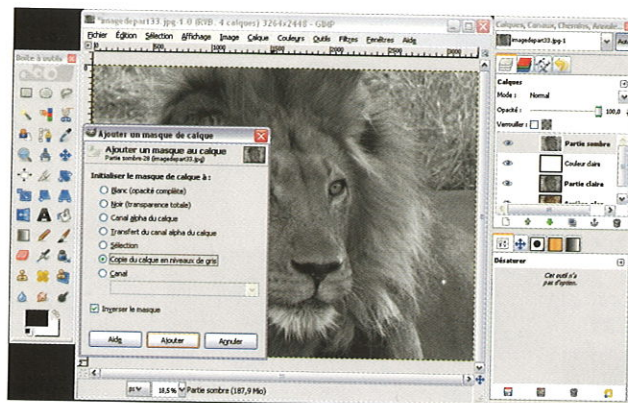 *imagedepart33.jpg-1.0 (RVB, 4 calques) 3264x2448 – GIMP
Fichier Édition Sélection Affichage Image Calque Couleurs Outils Filtres Fenêtres Aide
Boîte à outils
Ajouter un masque de calque
Ajouter un masque au calque
Partie sombre-28 (imagedepart33.jpg)
Initialiser le masque de calque à :
Blanc (opacité complète)
Noir (transparence totale)
Canal alpha du calque
Transfert du canal alpha du calque
Sélection
Copie du calque en niveaux de gris
Canal
Inverser le masque
Aide
Ajouter
Annuler
px
18,5 %
Partie sombre (187,9 Mio)
Calques, Canaux, Chemins, Annule...
imagedepart33.jpg-1
Calques
Mode : Normal
Opacité : 100,0
Verrouiller :
Partie sombre
Couleur claire
Partie claire
Désaturer
Cet outil n'a
pas d'option.